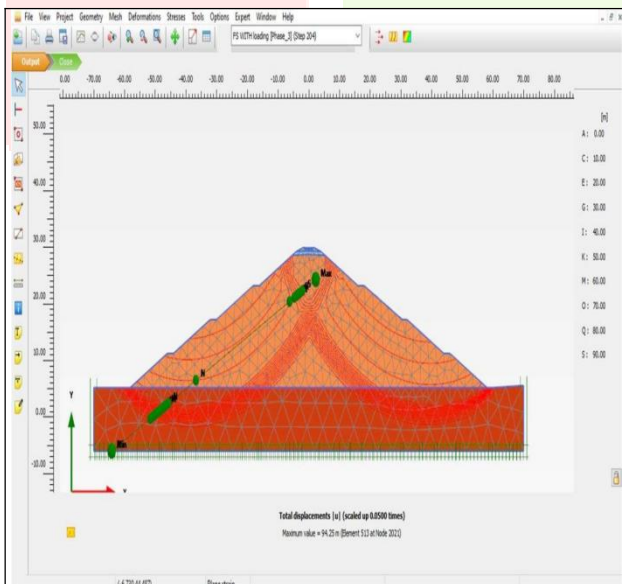 File View Project Geometry Mesh Deformations Stresses Tools Options Expert Window Help
FS WITH loading [Phase_3] (Step 204)
Output Close
0.00 -70.00 -60.00 -50.00 -40.00 -30.00 -20.00 -10.00 0.00 10.00 20.00 30.00 40.00 50.00 60.00 70.00 80.00
50.00
40.00
30.00
20.00
10.00
0.00
-10.00
[m]
A: 0.00
C: 10.00
E: 20.00
G: 30.00
I: 40.00
K: 50.00
M: 60.00
O: 70.00
Q: 80.00
S: 90.00
Max
N
Min
Y
Total displacements |u| (scaled up 0.0500 times)
Maximum value = 94.25 m (Element 513 at Node 2021)
Plane strain